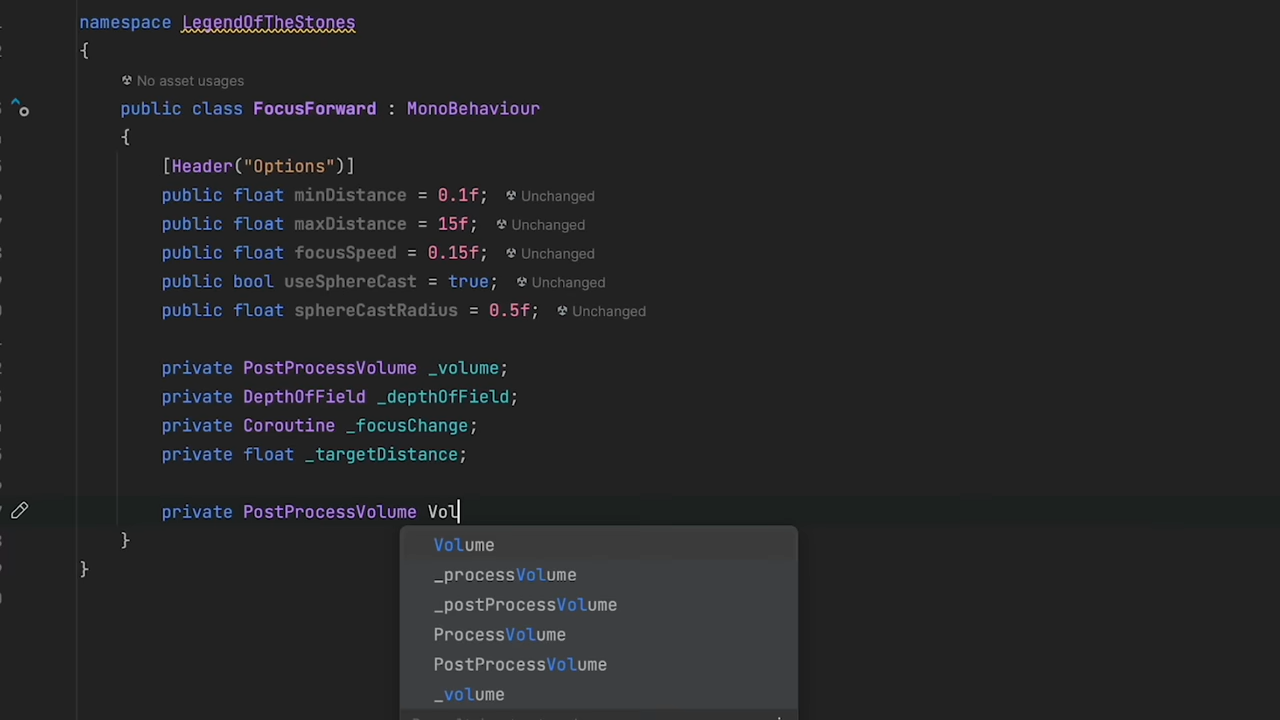 namespace LegendOfTheStones
{
No asset usages
public class FocusForward : MonoBehaviour
{
[Header("Options")]
public float minDistance = 0.1f; Unchanged
public float maxDistance = 15f; Unchanged
public float focusSpeed = 0.15f; Unchanged
public bool useSphereCast = true; Unchanged
public float sphereCastRadius = 0.5f; Unchanged
private PostProcessVolume _volume;
private DepthOfField _depthOfField;
private Coroutine _focusChange;
private float _targetDistance;
private PostProcessVolume Vol
}
}
Volume
_processVolume
_postProcessVolume
ProcessVolume
PostProcessVolume
_volume